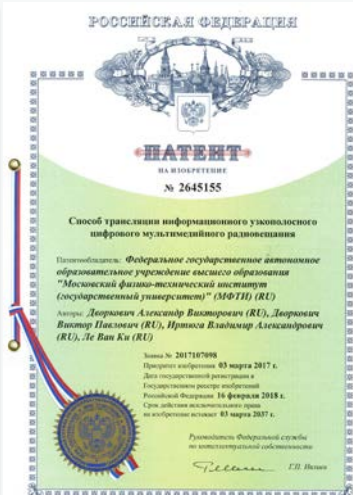 РОССИЙСКАЯ ФЕДЕРАЦИЯ
ПАТЕНТ
НА ИЗОБРЕТЕНИЕ
№ 2645155
Способ трансляции информационного узкополосного
цифрового мультимедийного радиовещания
Патентообладатель: Федеральное государственное автономное
образовательное учреждение высшего образования
"Московский физико-технический институт
(государственный университет)" (МФТИ) (RU)
Авторы: Дворкович Александр Викторович (RU), Дворкович
Виктор Павлович (RU), Иртюга Владимир Александрович
(RU), Ле Ван Ки (RU)
Заявка № 2017107098
Приоритет изобретения 03 марта 2017 г.
Дата государственной регистрации в
Государственном реестре изобретений
Российской Федерации 16 февраля 2018 г.
Срок действия исключительного права
на изобретение истекает 03 марта 2037 г.
Руководитель Федеральной службы
по интеллектуальной собственности
Г.П. Ивлиев